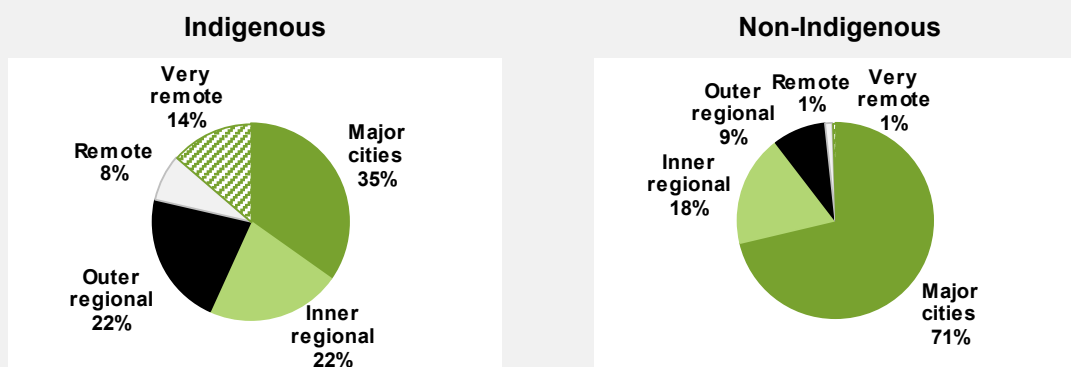 Indigenous
Very
remote
14%
Major
cities
35%
Remote
8%
Outer
regional
22%
Inner
regional
22%
Non-Indigenous
Remote
1%
Very
remote
1%
Outer
regional
9%
Inner
regional
18%
Major
cities
71%